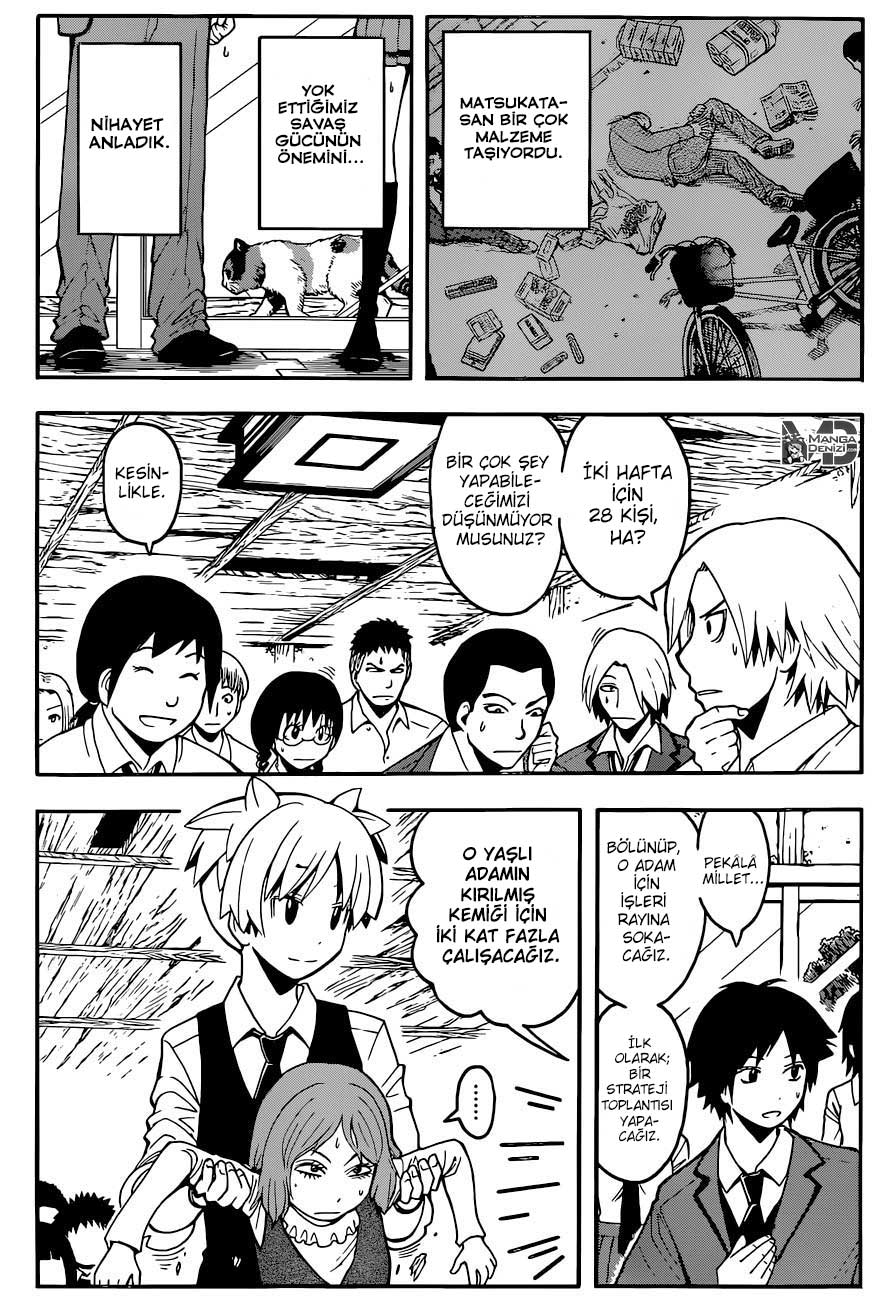 MATSUKATA-
SAN BİR ÇOK
MALZEME
TAŞIYORDU.
YOK
ETTİĞİMİZ
SAVAŞ
GÜCÜNÜN
ÖNEMİNİ...
NİHAYET
ANLADIK.
MANGA
DENİZİ
İKİ HAFTA
İÇİN
28 KİŞİ,
HA?
BİR ÇOK ŞEY
YAPABİLE-
CEĞİMİZİ
DÜŞÜNMÜYOR
MUSUNUZ?
KESİN-
LİKLE.
PEKÂLÂ
MİLLET...
BÖLÜNÜP,
O ADAM
İÇİN
İŞLERİ
RAYINA
SOKA-
CAĞIZ.
İLK
OLARAK;
BİR
STRATEJİ
TOPLANTISI
YAPA-
CAĞIZ.
O YAŞLI
ADAMIN
KIRILMIŞ
KEMİĞİ İÇİN
İKİ KAT FAZLA
ÇALIŞACAĞIZ.
......